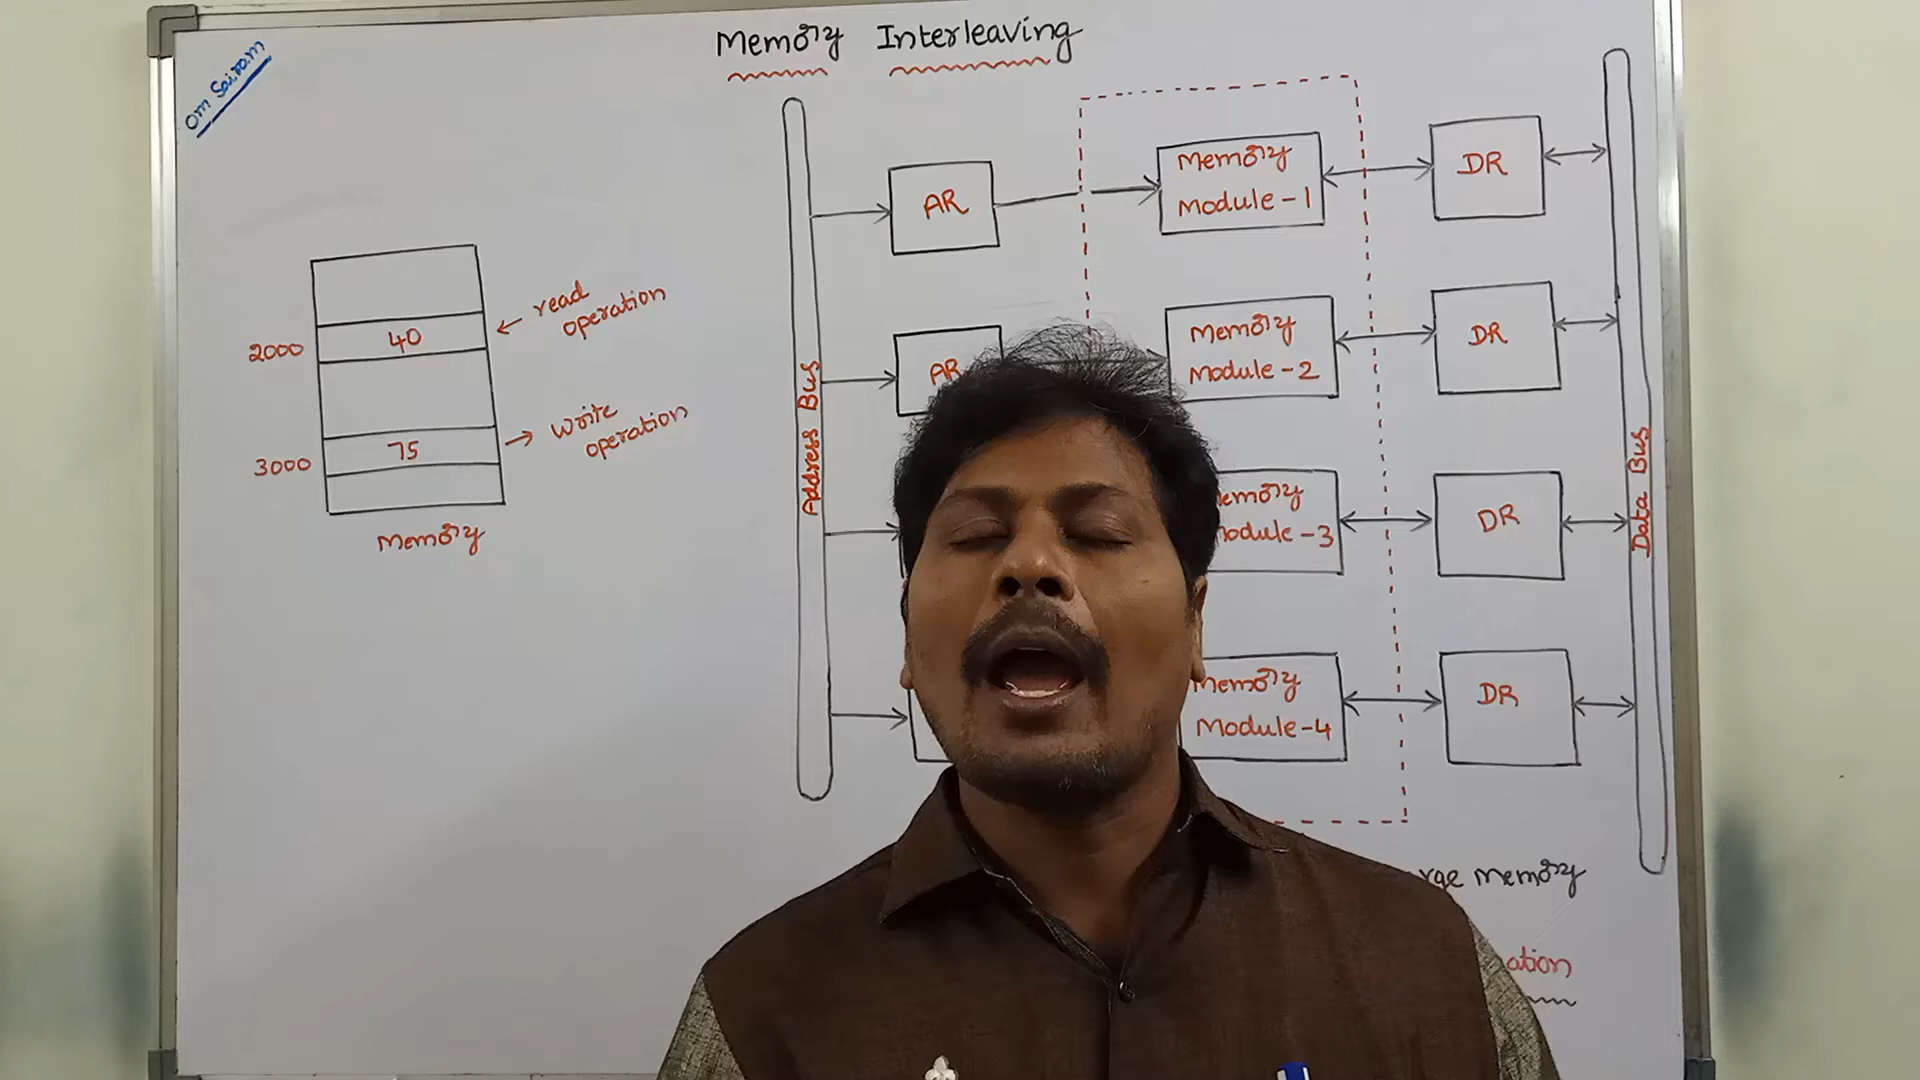 Om Sairam
Memory Interleaving
2000
40
← read
operation
3000
75
→ write
operation
Memory
Address Bus
AR
Memory
Module-1
DR
AR
Memory
Module-2
DR
Module-3
DR
Memory
Module-4
DR
Data Bus
Memory